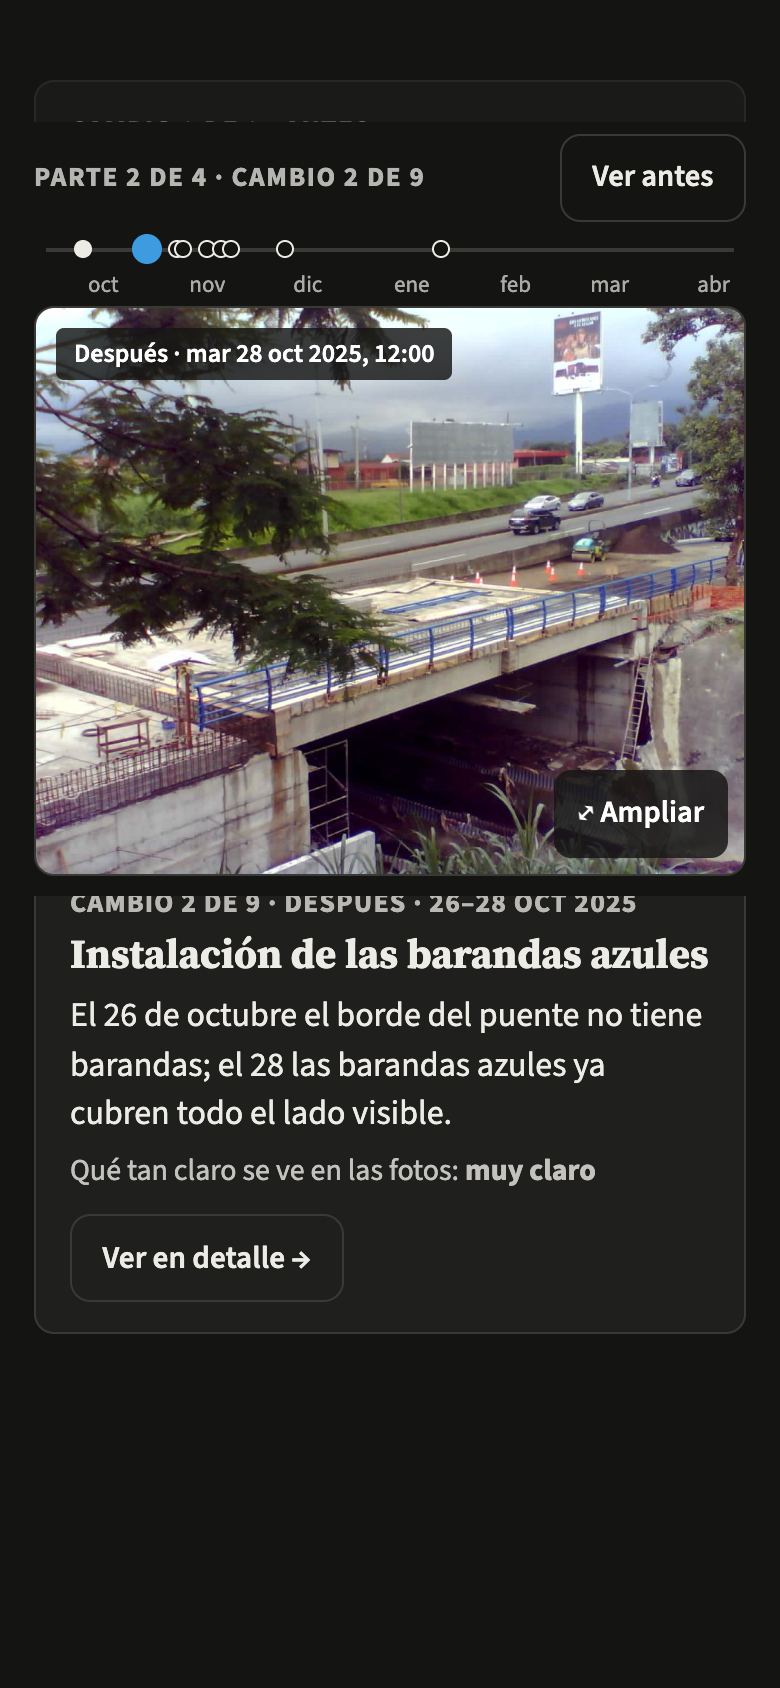 PARTE 2 DE 4 · CAMBIO 2 DE 9
Ver antes
oct nov dic ene feb mar abr
Después · mar 28 oct 2025, 12:00
⤢ Ampliar
CAMBIO 2 DE 9 · DESPUÉS · 26–28 OCT 2025
Instalación de las barandas azules
El 26 de octubre el borde del puente no tiene
barandas; el 28 las barandas azules ya
cubren todo el lado visible.
Qué tan claro se ve en las fotos: muy claro
Ver en detalle →